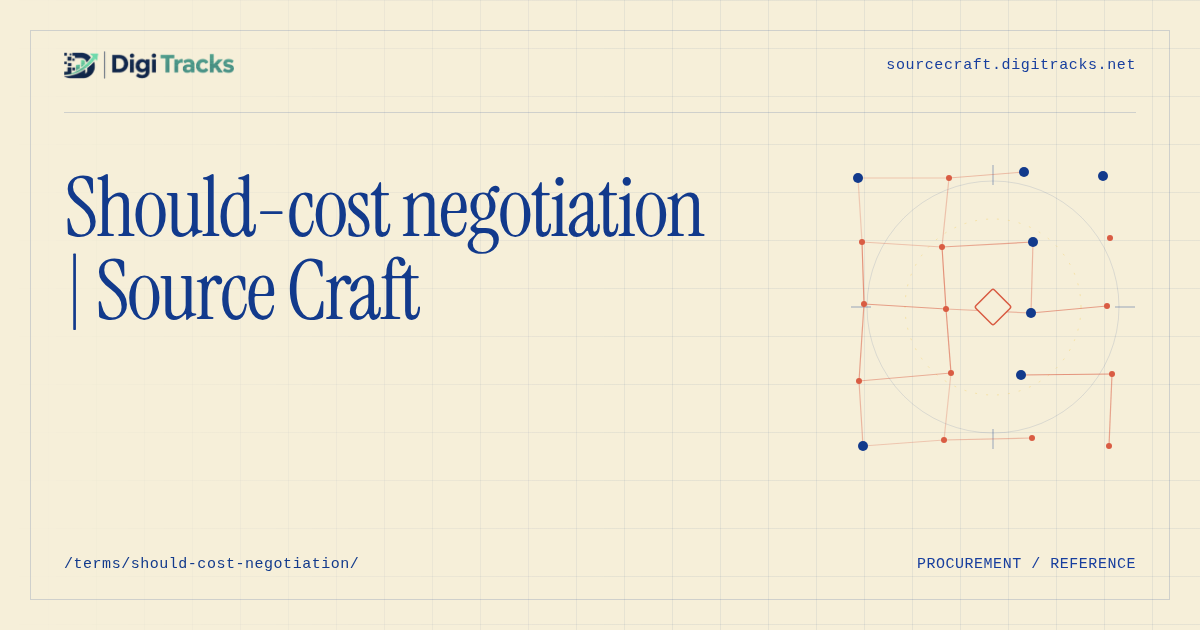 Digi Tracks
sourcecraft.digitracks.net
Should-cost negotiation
| Source Craft
/terms/should-cost-negotiation/
PROCUREMENT / REFERENCE